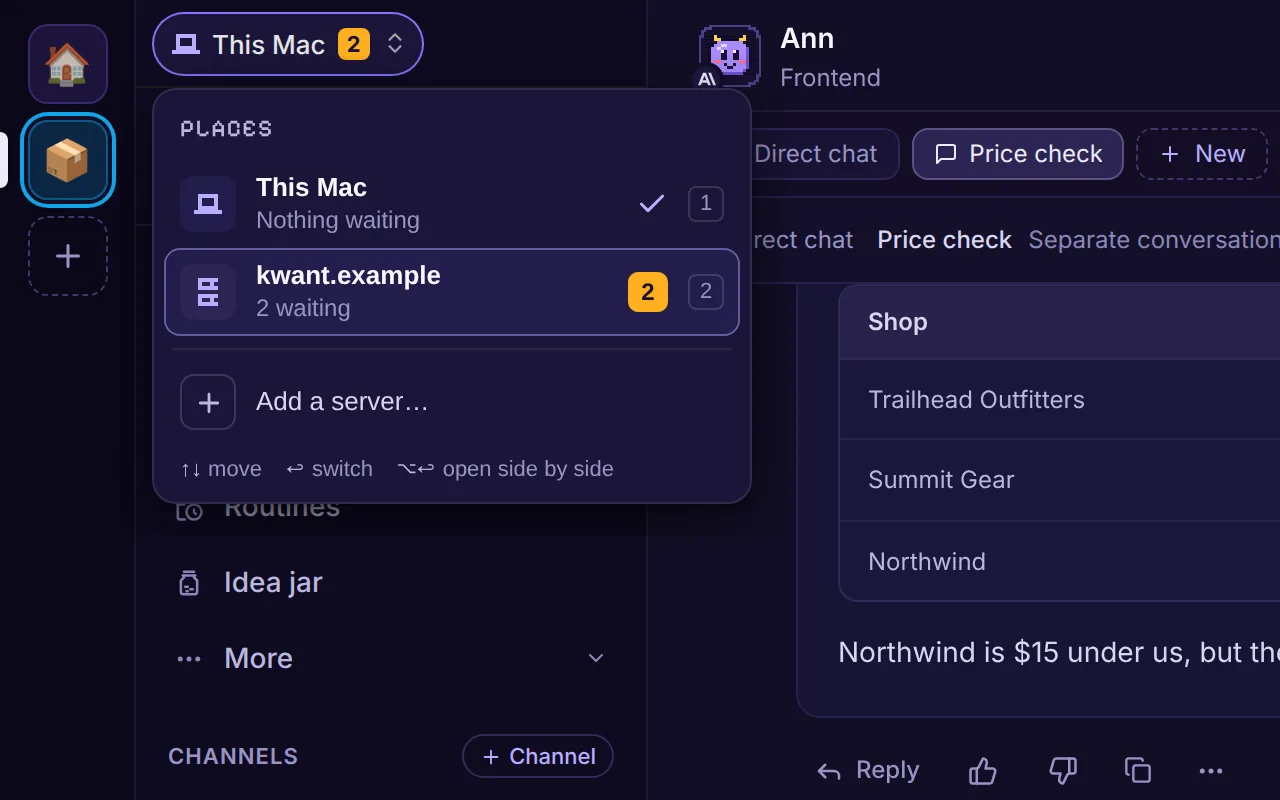 This Mac 2
Ann
Frontend
PLACES
This Mac
Nothing waiting
1
kwant.example
2 waiting
2
2
Add a server…
↑↓ move ↩ switch ⌥↩ open side by side
Routines
Idea jar
More
CHANNELS
+ Channel
Direct chat
Price check
+ New
rect chat Price check Separate conversation
Shop
Trailhead Outfitters
Summit Gear
Northwind
Northwind is $15 under us, but the
Reply